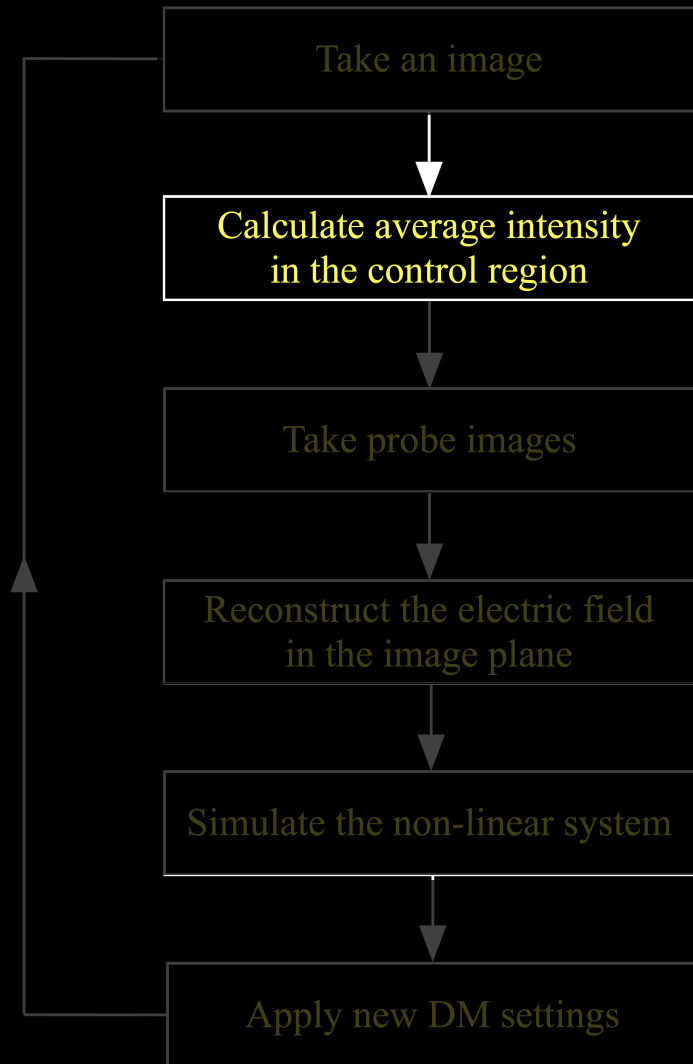 Take an image
Calculate average intensity
in the control region
Take probe images
Reconstruct the electric field
in the image plane
Simulate the non-linear system
Apply new DM settings